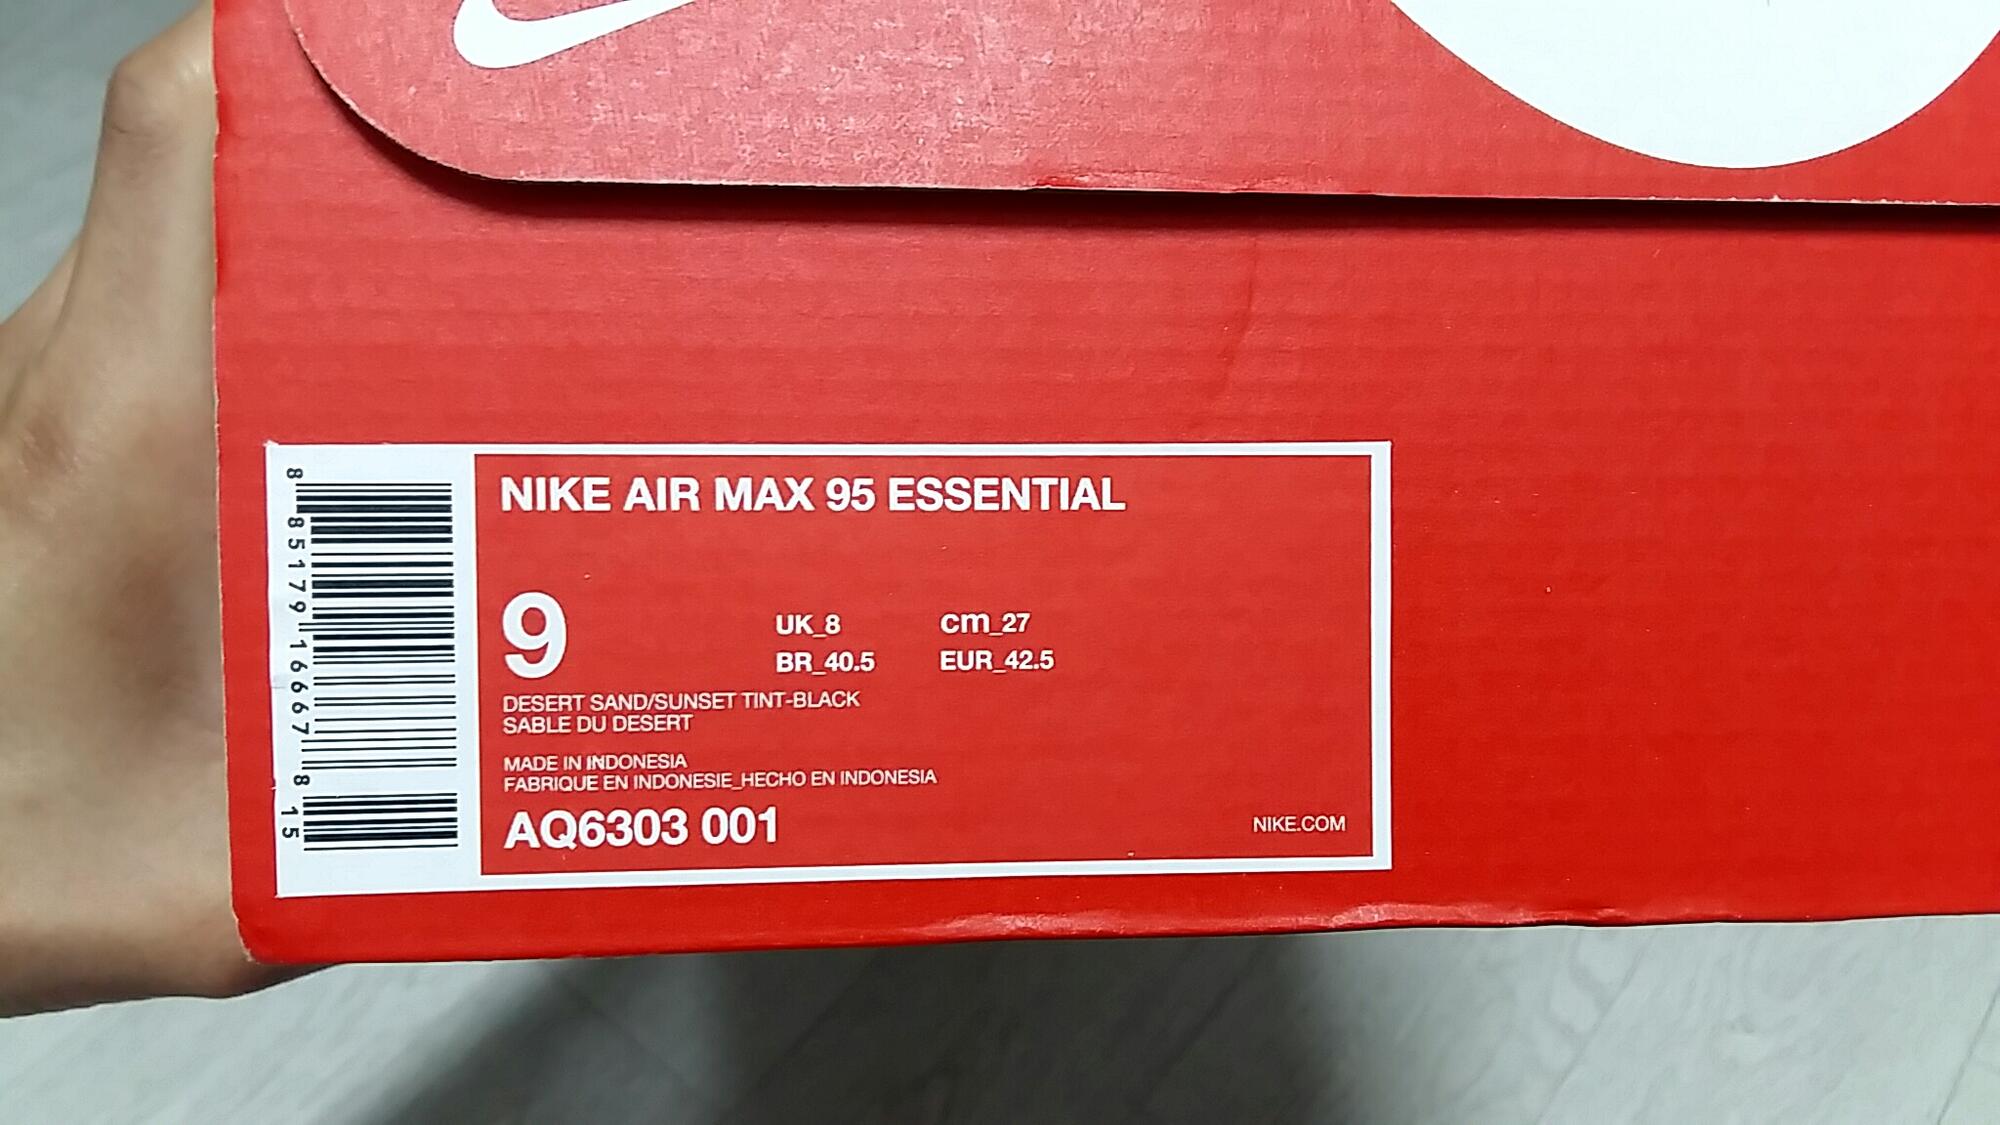 NIKE AIR MAX 95 ESSENTIAL
9
UK_8 cm_27
BR_40.5 EUR_42.5
DESERT SAND/SUNSET TINT-BLACK
SABLE DU DESERT
MADE IN INDONESIA
FABRIQUE EN INDONESIE_HECHO EN INDONESIA
AQ6303 001
NIKE.COM
8 85179 16667 8 15